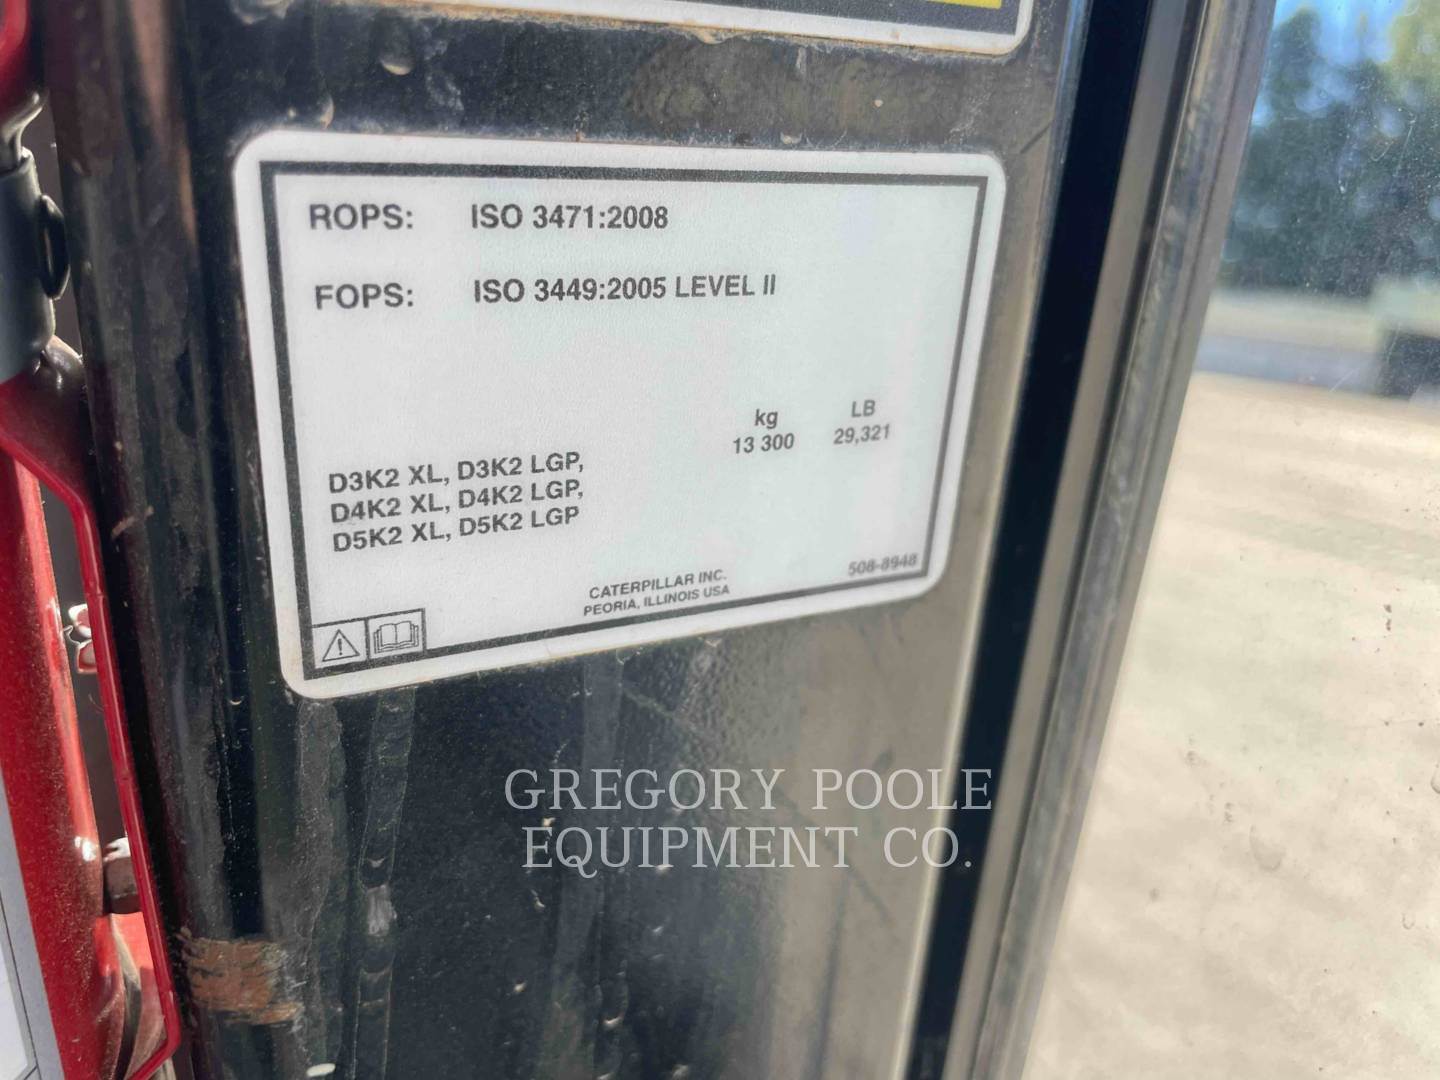 ROPS: ISO 3471:2008
FOPS: ISO 3449:2005 LEVEL II
kg LB
13 300 29,321
D3K2 XL, D3K2 LGP,
D4K2 XL, D4K2 LGP,
D5K2 XL, D5K2 LGP
CATERPILLAR INC.
PEORIA, ILLINOIS USA
508-8948
GREGORY POOLE
EQUIPMENT CO.